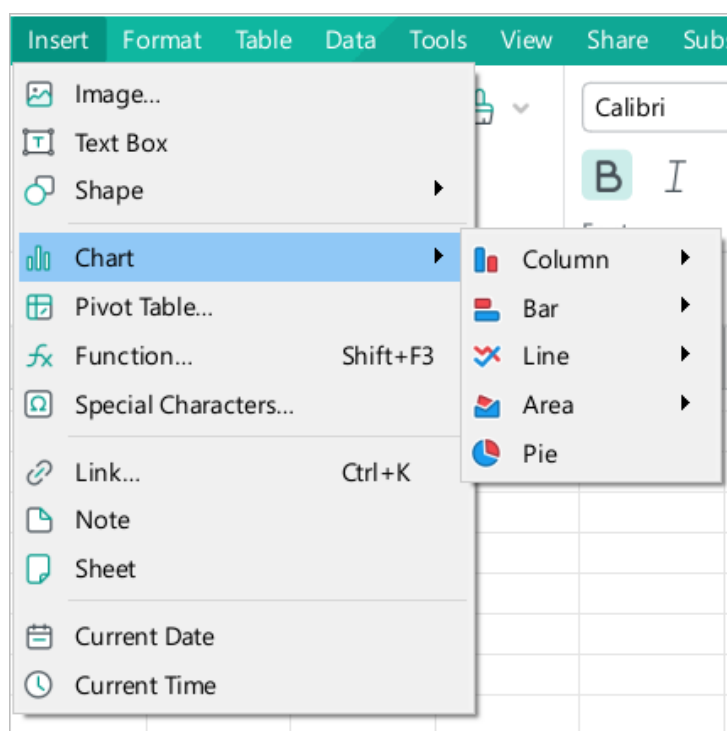 Insert Format Table Data Tools View Share
Image...
Text Box
Calibri
Shape
B I
Chart
Column
Pivot Table...
Bar
Function... Shift+F3
Line
Special Characters...
Area
Pie
Link... Ctrl+K
Note
Sheet
Current Date
Current Time